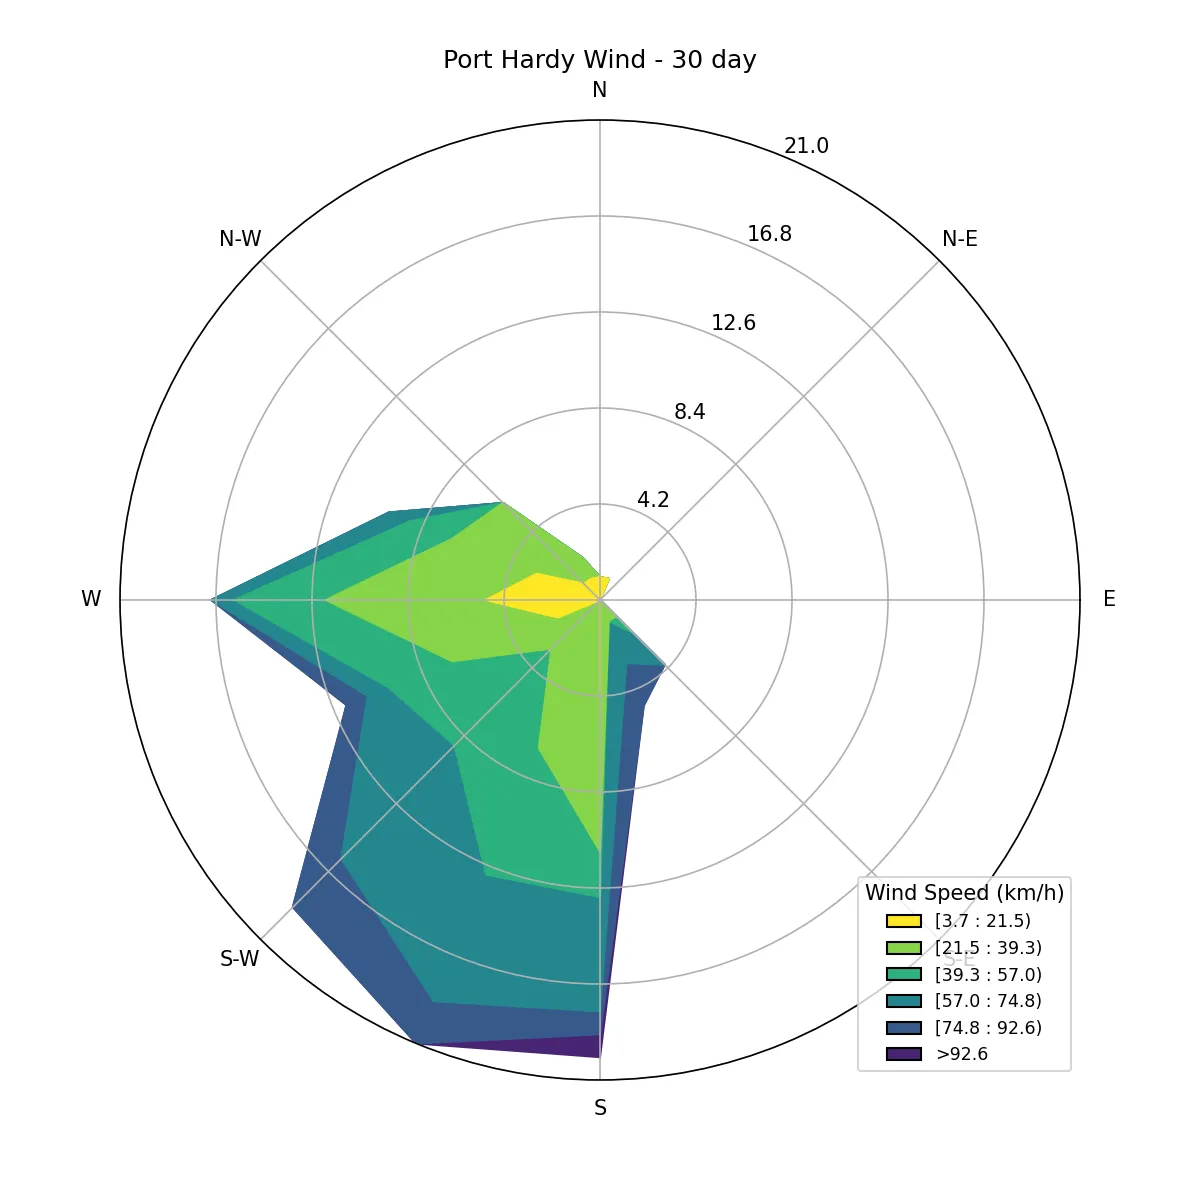 Port Hardy Wind - 30 day
N
21.0
16.8
N-W
N-E
12.6
8.4
4.2
W
E
Wind Speed (km/h)
[3.7 : 21.5)
[21.5 : 39.3)
S-W
S-E
[39.3 : 57.0)
[57.0 : 74.8)
[74.8 : 92.6)
>92.6
S